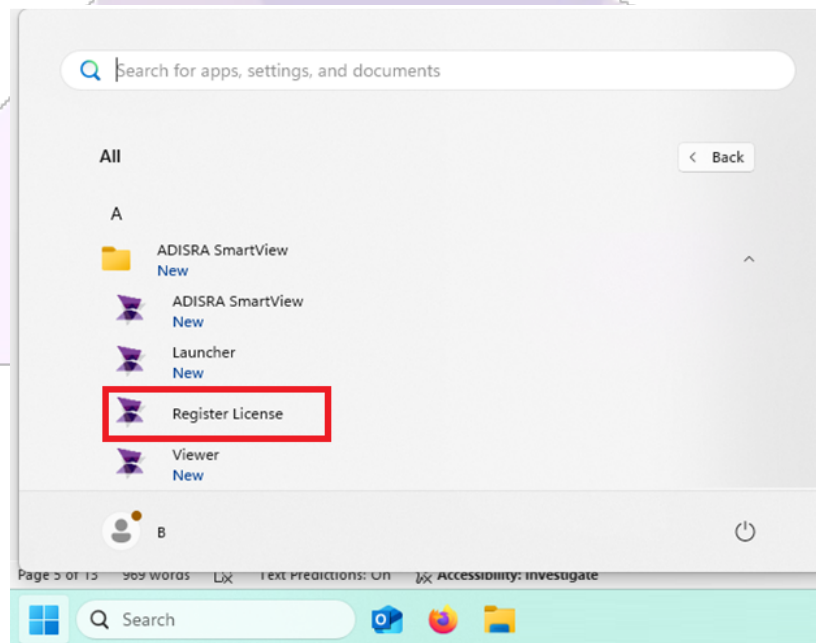 Search for apps, settings, and documents
All
Back
A
ADISRA SmartView
New
ADISRA SmartView
New
Launcher
New
Register License
Viewer
New
B
Page 5 of 13 969 words Text Predictions: On Accessibility: Investigate
Search